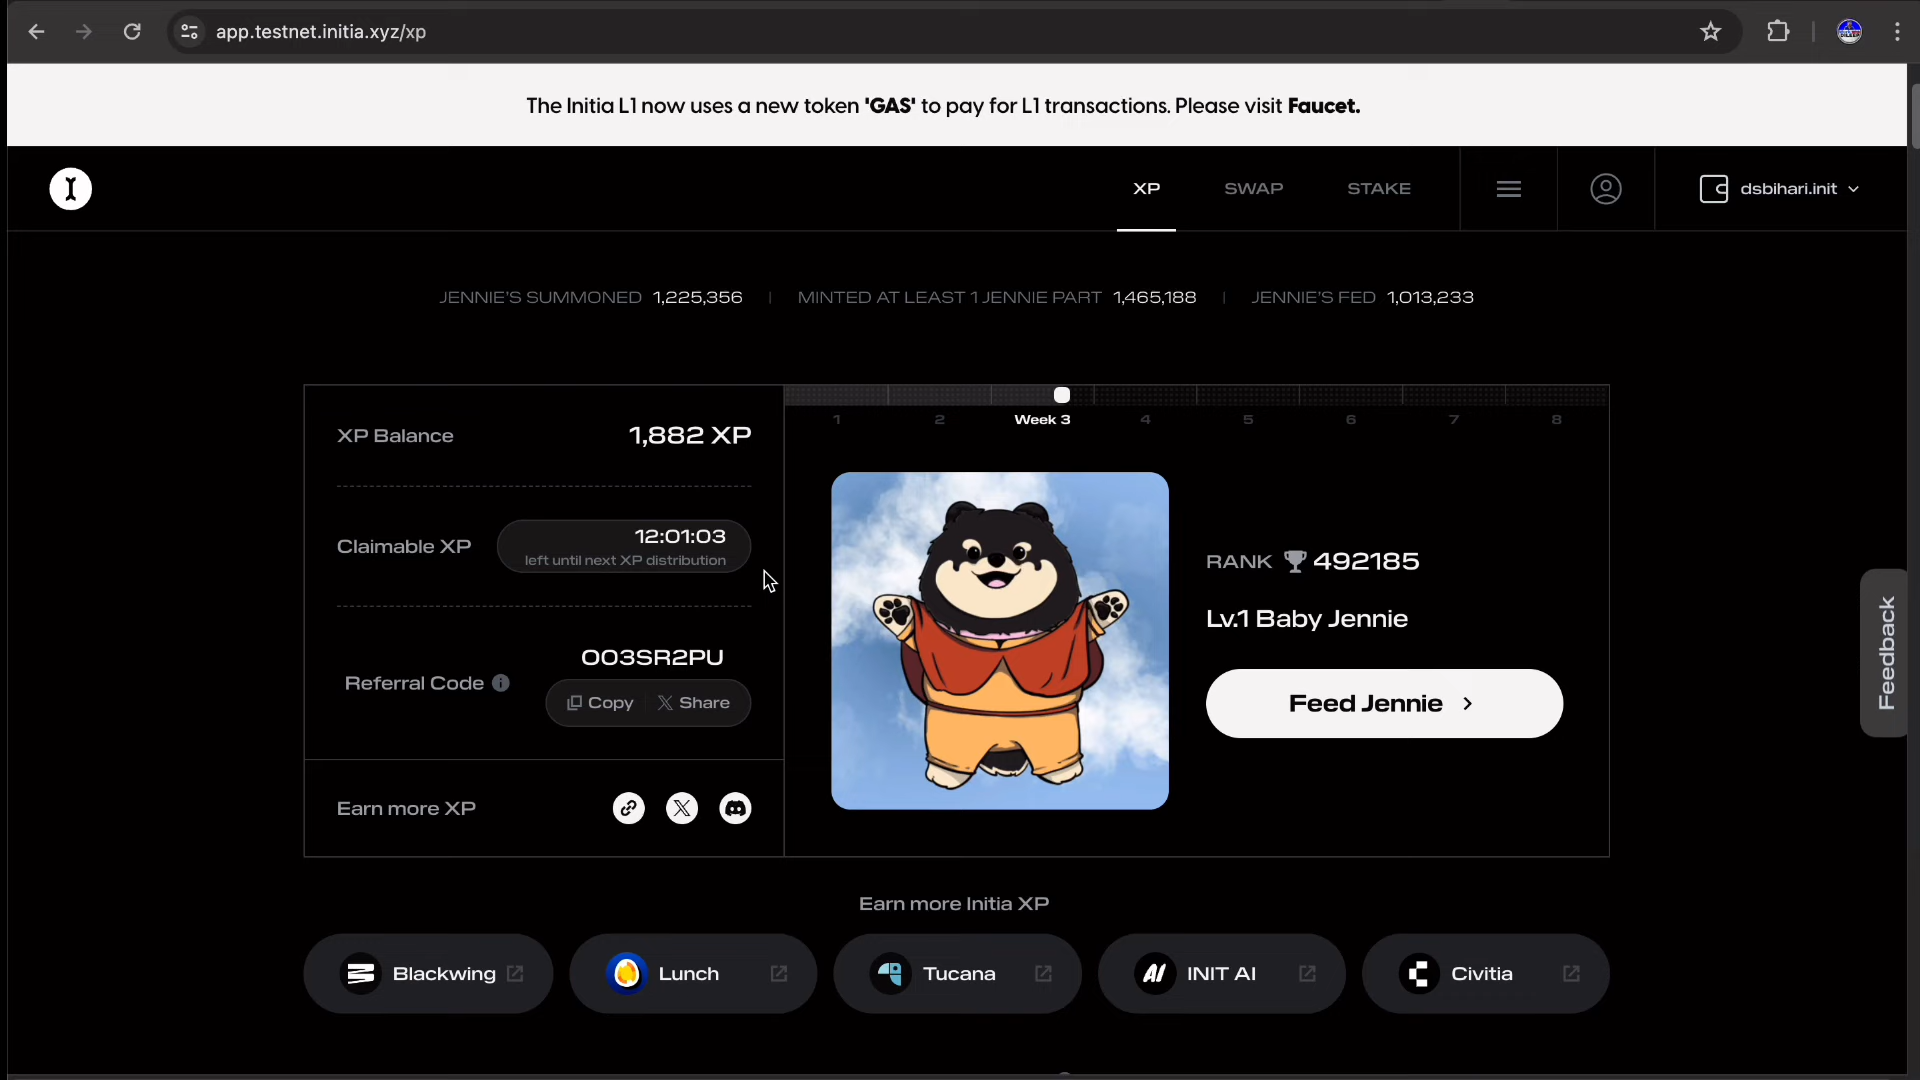 app.testnet.initia.xyz/xp
The Initia L1 now uses a new token 'GAS' to pay for L1 transactions. Please visit Faucet.
XP SWAP STAKE dsbihari.init
JENNIE'S SUMMONED 1,225,356 | MINTED AT LEAST 1 JENNIE PART 1,465,188 | JENNIE'S FED 1,013,233
1 2 Week 3 4 5 6 7 8
XP Balance 1,882 XP
Claimable XP 12:01:03
left until next XP distribution
Referral Code OO3SR2PU
Copy Share
Earn more XP
RANK 492185
Lv.1 Baby Jennie
Feed Jennie
Feedback
Earn more Initia XP
Blackwing Lunch Tucana INIT AI Civitia